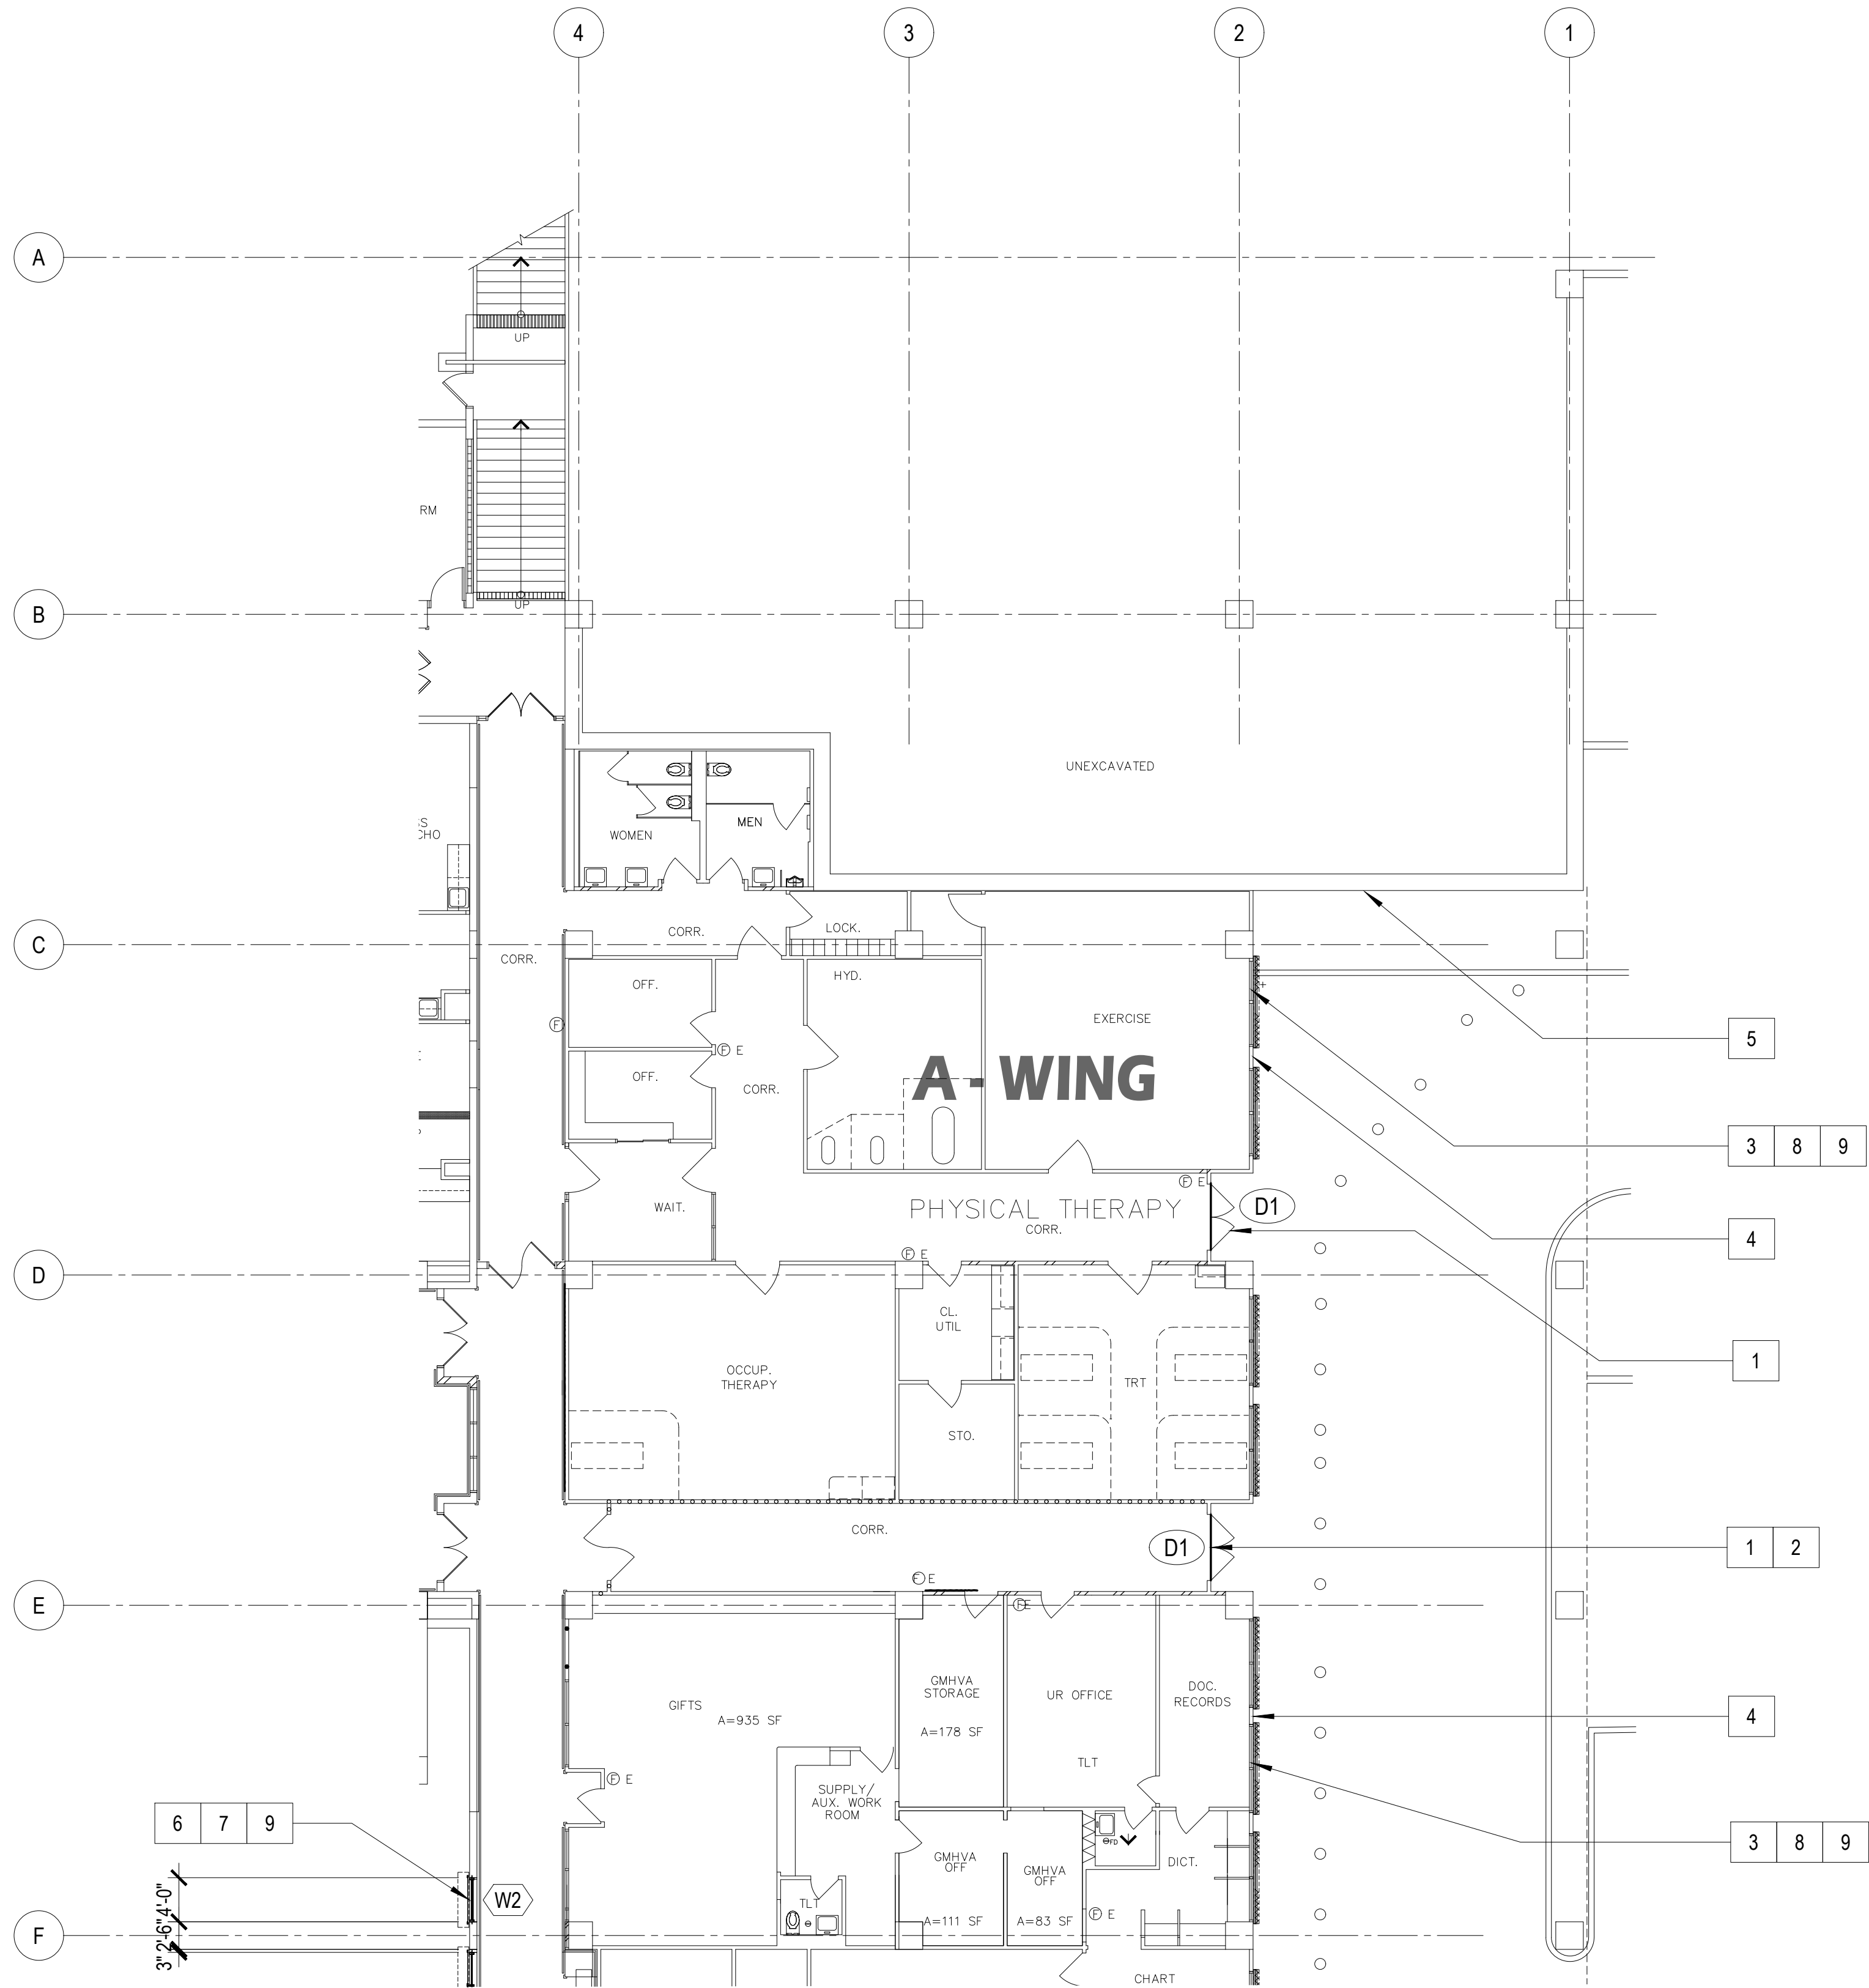 4
3
2
1
A
UP
RM
B
UP
UNEXCAVATED
WOMEN
MEN
CHO
C
CORR.
LOCK.
CORR.
OFF.
HYD.
EXERCISE
F
F E
5
OFF.
CORR.
A - WING
3 8 9
WAIT.
PHYSICAL THERAPY
F E
D1
CORR.
4
F E
D
CL.
UTIL
OCCUP.
THERAPY
TRT
1
STO.
CORR.
D1
1 2
F E
E
FE
GMHVA
STORAGE
UR OFFICE
DOC.
RECORDS
GIFTS
A=935 SF
A=178 SF
4
TLT
F E
SUPPLY/
AUX. WORK
ROOM
6 7 9
FD
3 8 9
GMHVA
OFF
GMHVA
OFF
DICT.
W2
TLT
A=111 SF
A=83 SF
F E
4'-0"
2'-6"
3"
F
CHART